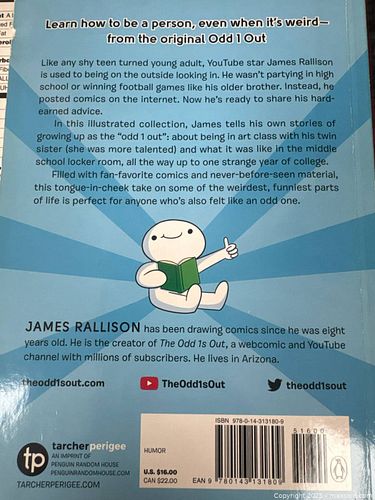 Learn how to be a person, even when it's weird—
from the original Odd 1 Out
Like any shy teen turned young adult, YouTube star James Rallison
is used to being on the outside looking in. He wasn't partying in high
school or winning football games like his older brother. Instead, he
posted comics on the internet. Now he's ready to share his hard-
earned advice.
In this illustrated collection, James tells his own stories of
growing up as the "odd 1 out": about being in art class with his twin
sister (she was more talented) and what it was like in the middle
school locker room, all the way up to one strange year of college.
Filled with fan-favorite comics and never-before-seen material,
this tongue-in-cheek take on some of the weirdest, funniest parts
of life is perfect for anyone who's also felt like an odd one.
JAMES RALLISON has been drawing comics since he was eight
years old. He is the creator of The Odd 1s Out, a webcomic and YouTube
channel with millions of subscribers. He lives in Arizona.
theodd1sout.com
TheOdd1sOut
theodd1sout
tp
tarcherperigee
AN IMPRINT OF
PENGUIN RANDOM HOUSE
PENGUINRANDOMHOUSE.COM
TARCHERPERIGEE.COM
HUMOR
U.S. $16.00
CAN $22.00
ISBN 978-0-14-313180-9
51600
EAN 9 780143 131809